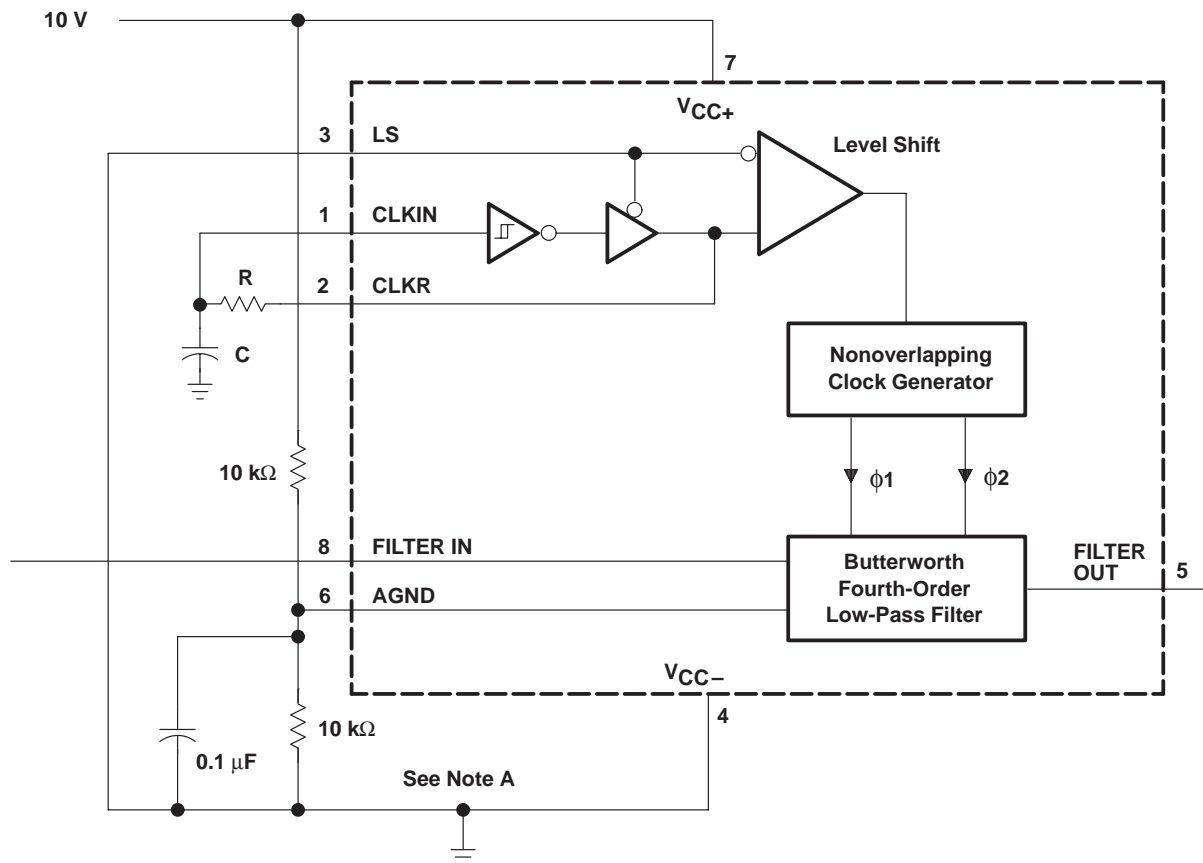 10 V
7
VCC+
3 LS
Level Shift
1 CLKIN
R
2 CLKR
C
Nonoverlapping
Clock Generator
10 kΩ
ϕ1
ϕ2
8 FILTER IN
Butterworth
Fourth-Order
Low-Pass Filter
FILTER
OUT
5
6 AGND
VCC–
4
10 kΩ
0.1 μF
See Note A